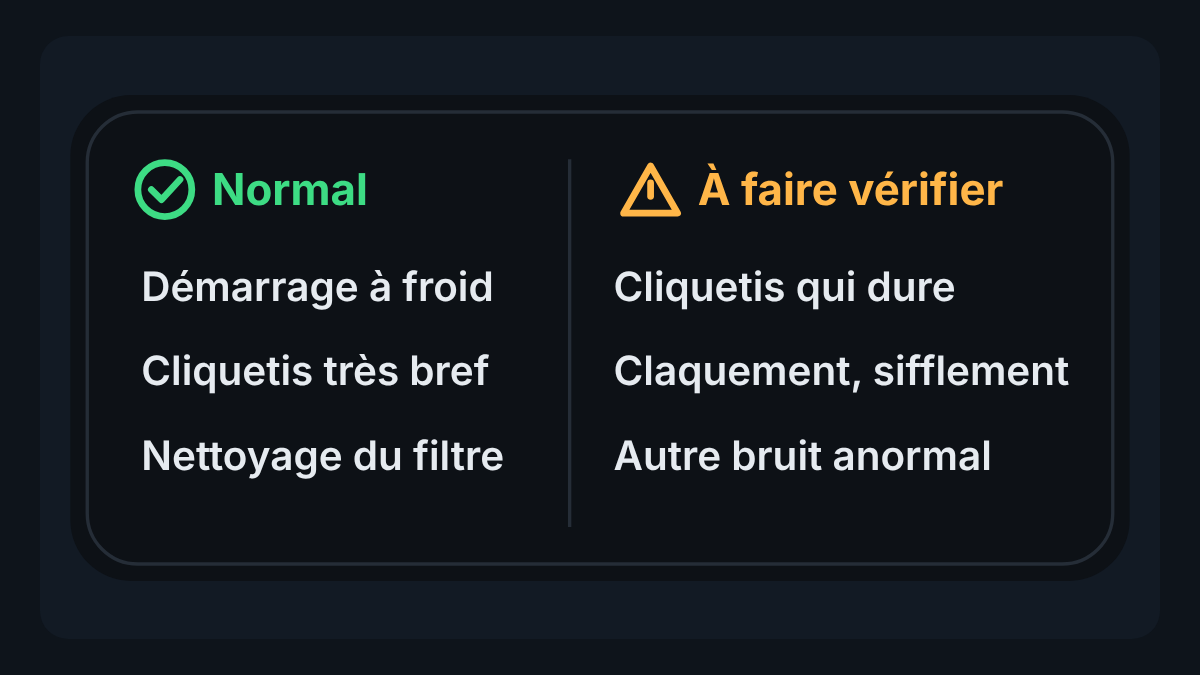 Normal
Démarrage à froid
Cliquetis très bref
Nettoyage du filtre
À faire vérifier
Cliquetis qui dure
Claquement, sifflement
Autre bruit anormal